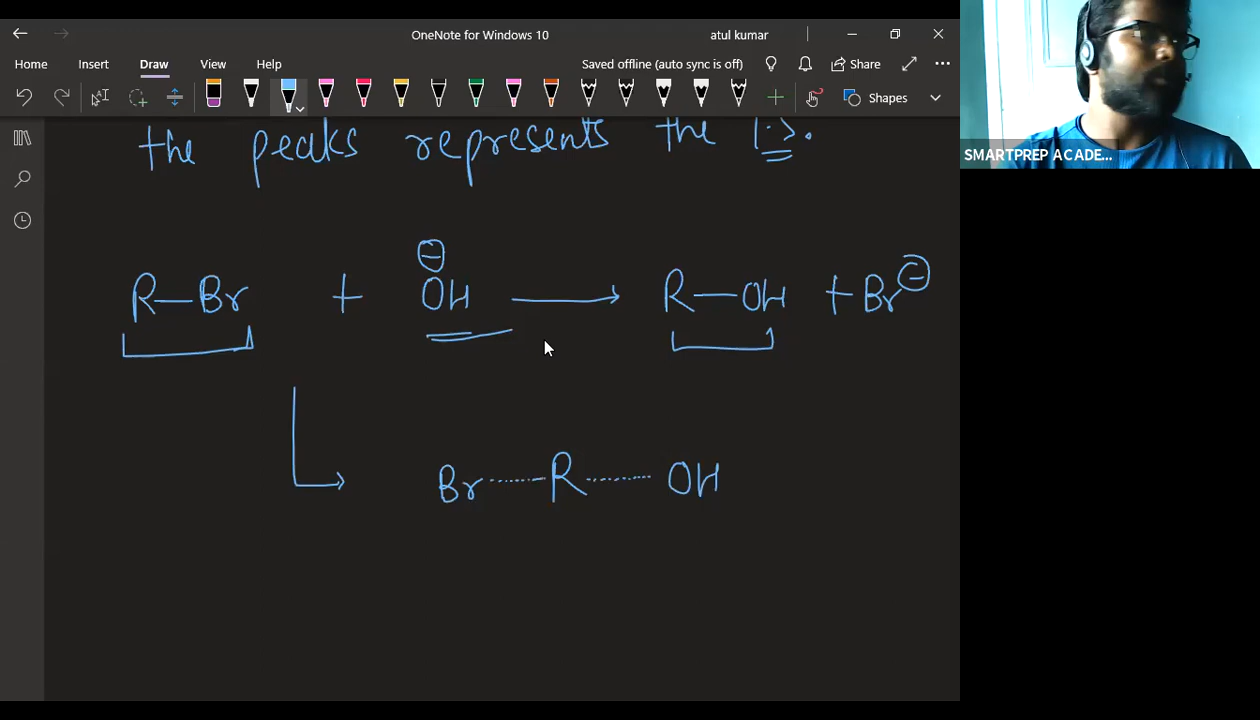 OneNote for Windows 10
atul kumar
Home Insert Draw View Help
Saved offline (auto sync is off)
Share
Shapes
SMARTPREP ACADE...
the peaks represents the
R—Br + OH⊖ → R—OH + Br⊖
Br......R......OH